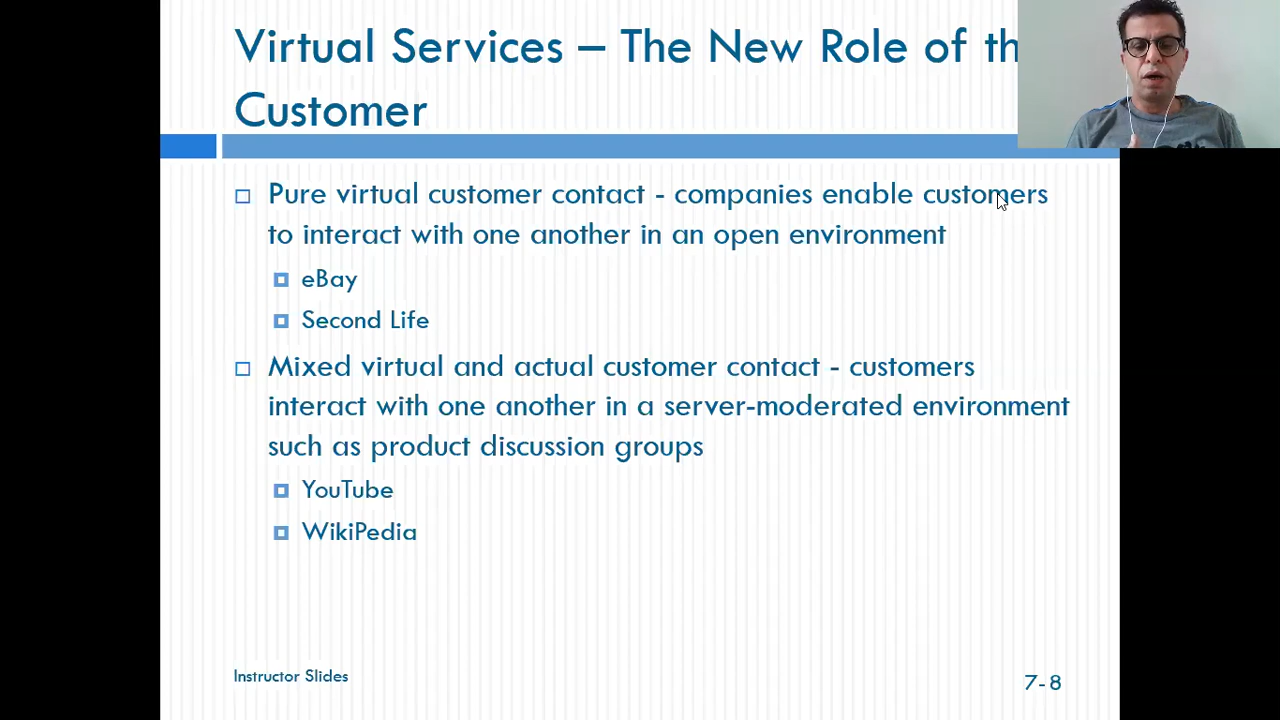 Virtual Services – The New Role of th
Customer
Pure virtual customer contact - companies enable customers
to interact with one another in an open environment
eBay
Second Life
Mixed virtual and actual customer contact - customers
interact with one another in a server-moderated environment
such as product discussion groups
YouTube
WikiPedia
Instructor Slides
7-8